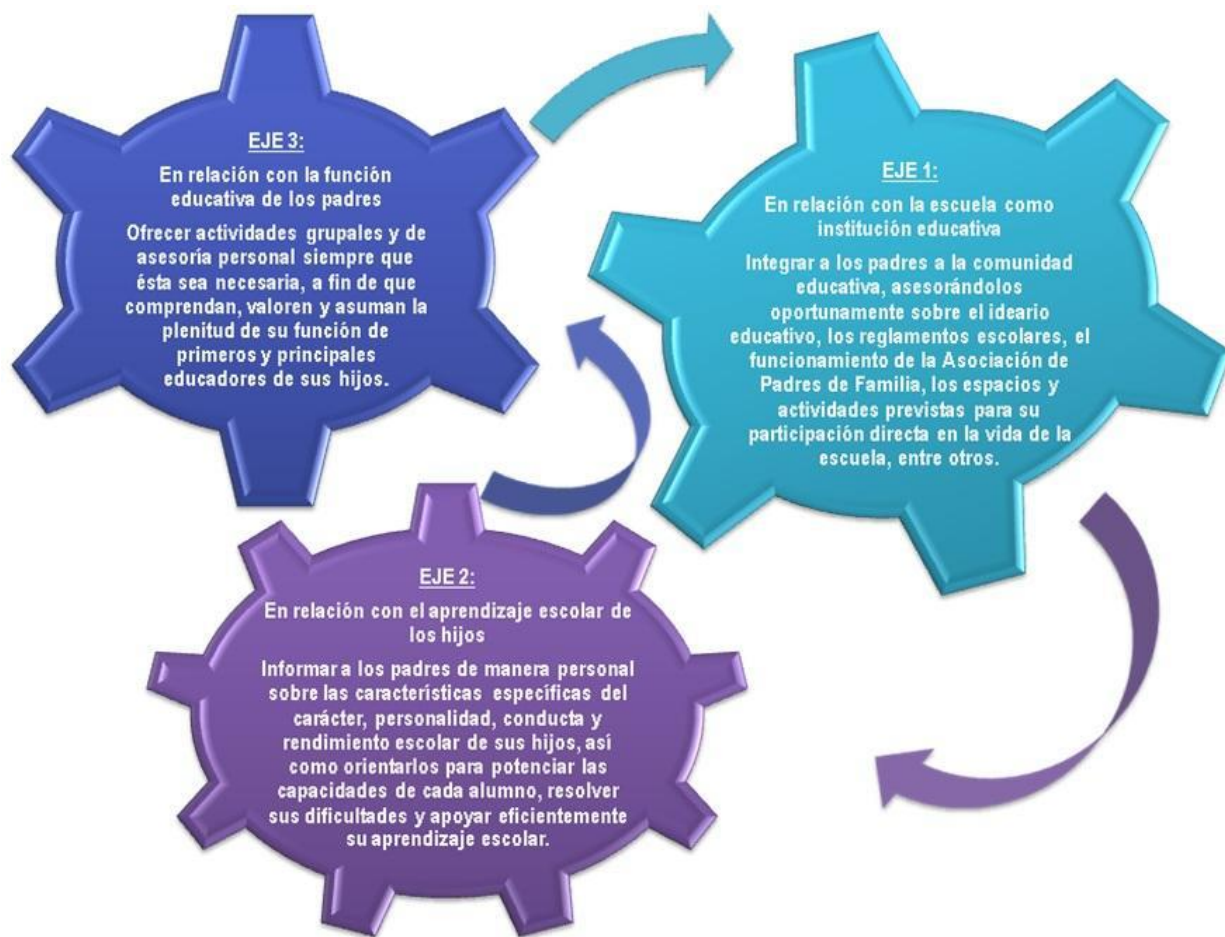 EJE 3:
En relación con la función
educativa de los padres
Ofrecer actividades grupales y de
asesoría personal siempre que
ésta sea necesaria, a fin de que
comprendan, valoren y asuman la
plenitud de su función de
primeros y principales
educadores de sus hijos.
EJE 1:
En relación con la escuela como
institución educativa
Integrar a los padres a la comunidad
educativa, asesorándolos
oportunamente sobre el ideario
educativo, los reglamentos escolares, el
funcionamiento de la Asociación de
Padres de Familia, los espacios y
actividades previstas para su
participación directa en la vida de la
escuela, entre otros.
EJE 2:
En relación con el aprendizaje escolar de
los hijos
Informar a los padres de manera personal
sobre las características específicas del
carácter, personalidad, conducta y
rendimiento escolar de sus hijos, así
como orientarlos para potenciar las
capacidades de cada alumno, resolver
sus dificultades y apoyar eficientemente
su aprendizaje escolar.